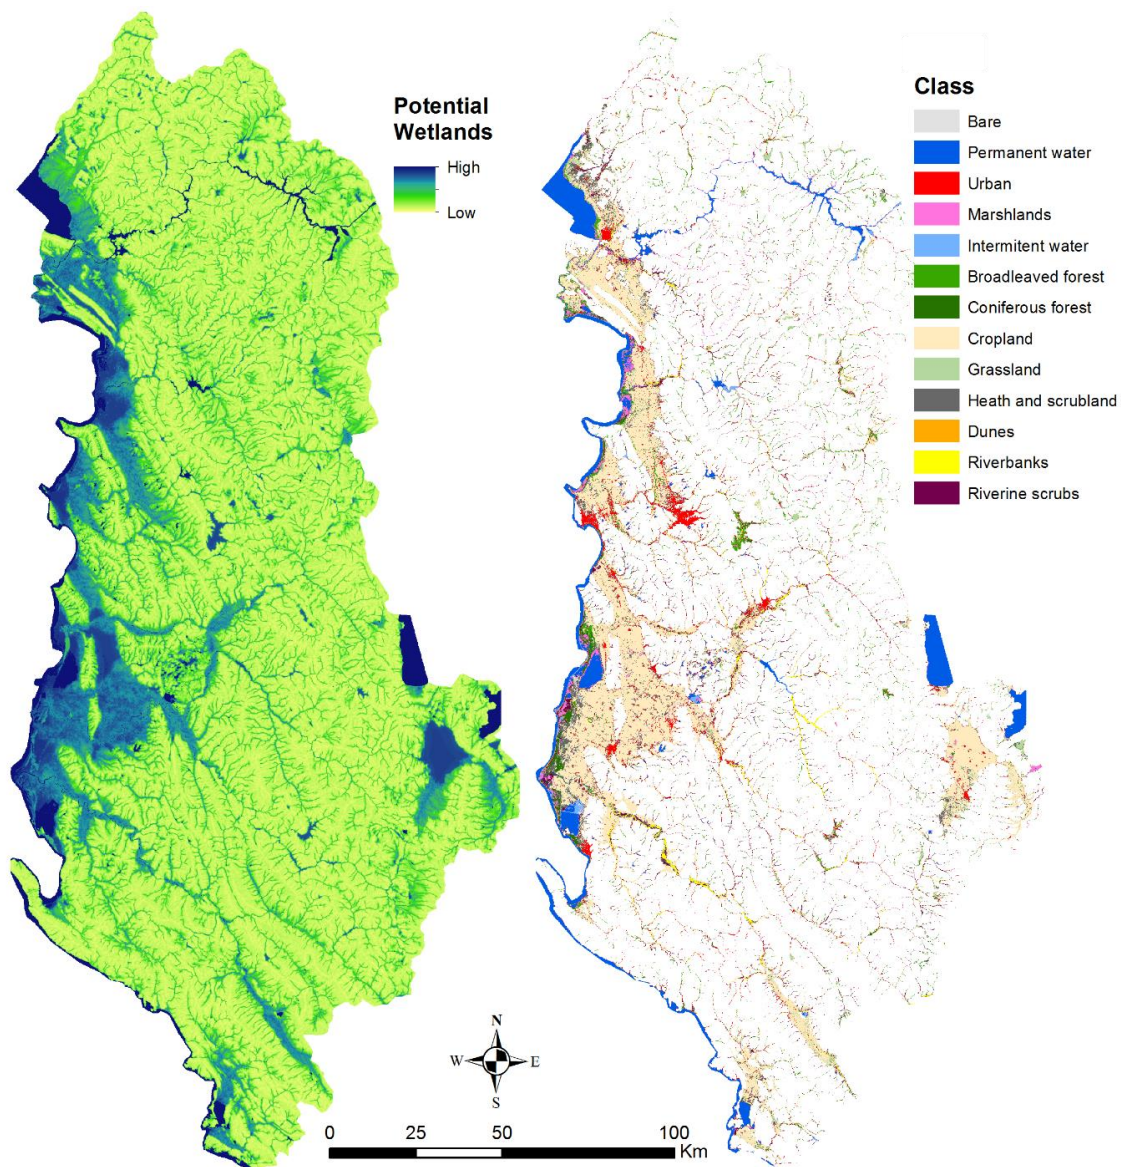 Potential
Wetlands
High
Low
Class
Bare
Permanent water
Urban
Marshlands
Intermitent water
Broadleaved forest
Coniferous forest
Cropland
Grassland
Heath and scrubland
Dunes
Riverbanks
Riverine scrubs
N
W E
S
0 25 50 100
Km